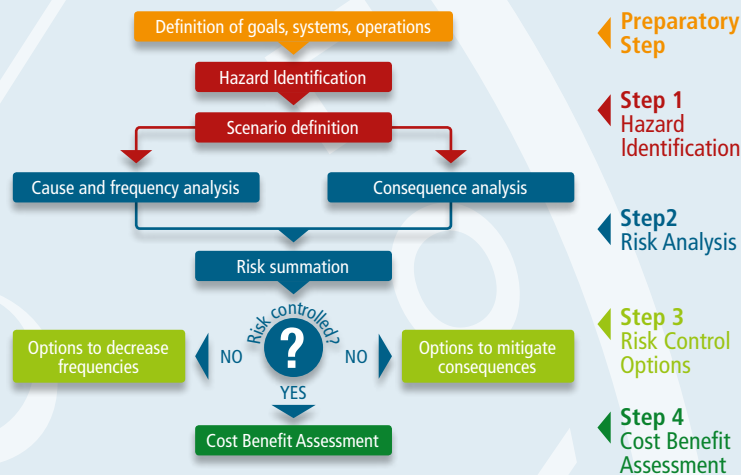 Definition of goals, systems, operations
Preparatory
Step
Hazard Identification
Step 1
Hazard
Identification
Scenario definition
Cause and frequency analysis
Consequence analysis
Step2
Risk Analysis
Risk summation
Risk controlled?
?
Options to decrease
frequencies
NO
NO
Options to mitigate
consequences
Step 3
Risk Control
Options
YES
Cost Benefit Assessment
Step 4
Cost Benefit
Assessment